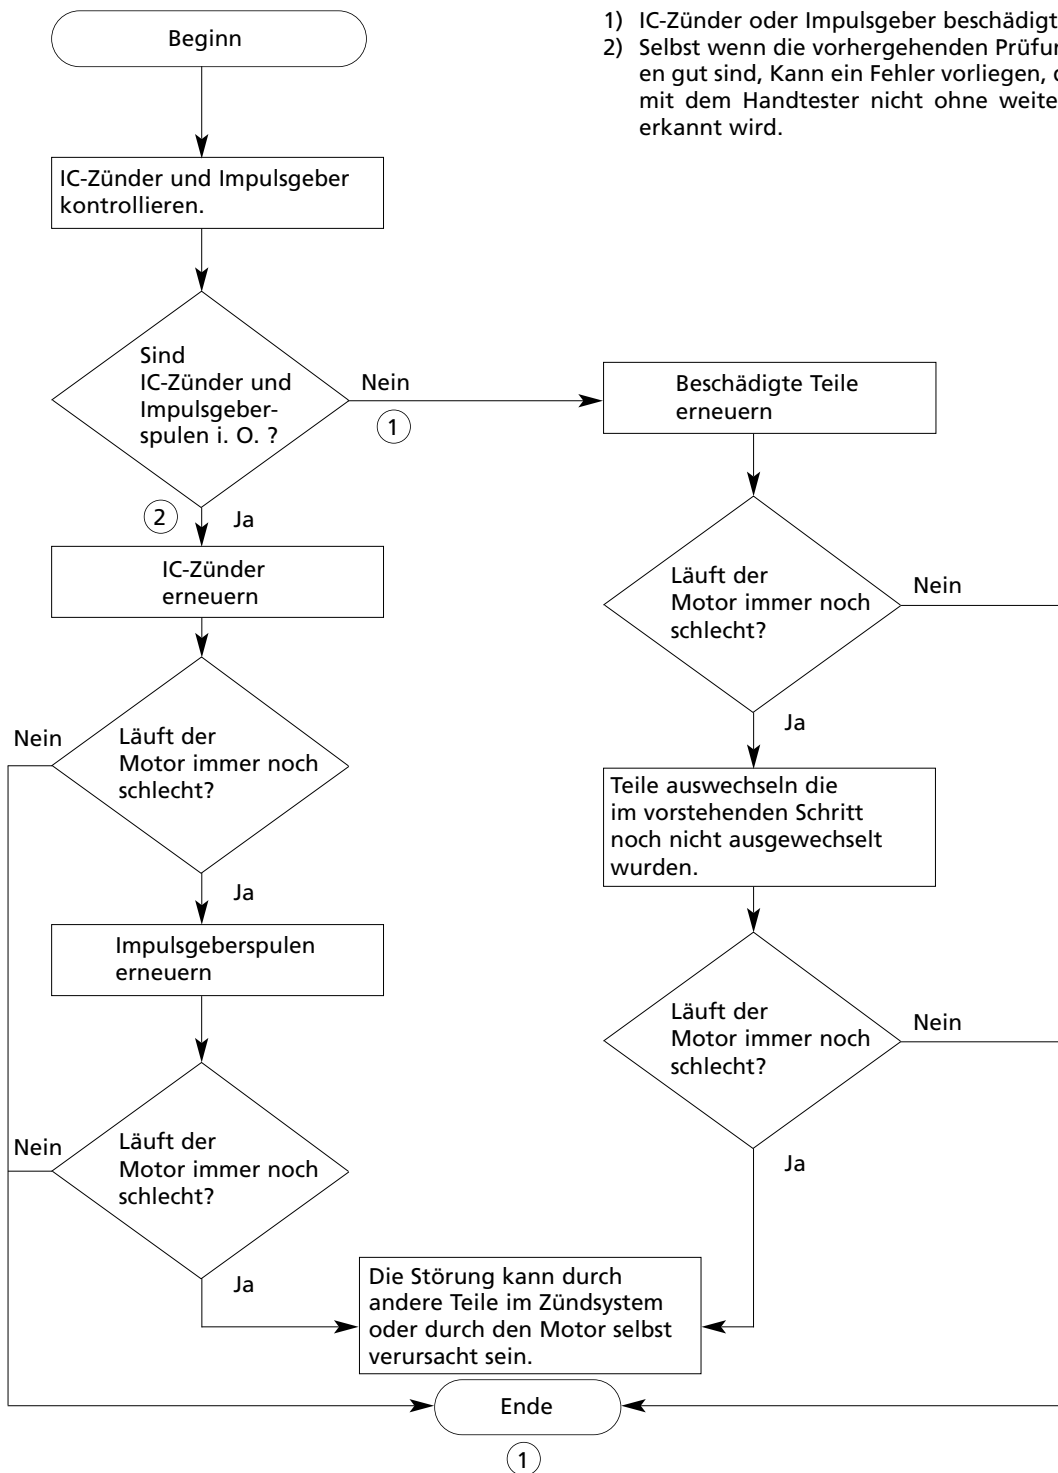 Beginn
1) IC-Zünder oder Impulsgeber beschädigt
2) Selbst wenn die vorhergehenden
en gut sind, Kann ein Fehler vorliegen,
mit dem Handtester nicht ohne
erkannt wird.
IC-Zünder und Impulsgeber
kontrollieren.
Sind
IC-Zünder und
Impulsgeber-
spulen i. O. ?
Nein
1
Beschädigte Teile
erneuern
2
Ja
IC-Zünder
erneuern
Läuft der
Motor immer noch
schlecht?
Nein
Ja
Nein
Läuft der
Motor immer noch
schlecht?
Ja
Teile auswechseln die
im vorstehenden Schritt
noch nicht ausgewechselt
wurden.
Impulsgeberspulen
erneuern
Läuft der
Motor immer noch
schlecht?
Nein
Ja
Nein
Läuft der
Motor immer noch
schlecht?
Ja
Die Störung kann durch
andere Teile im Zündsystem
oder durch den Motor selbst
verursacht sein.
Ende
1